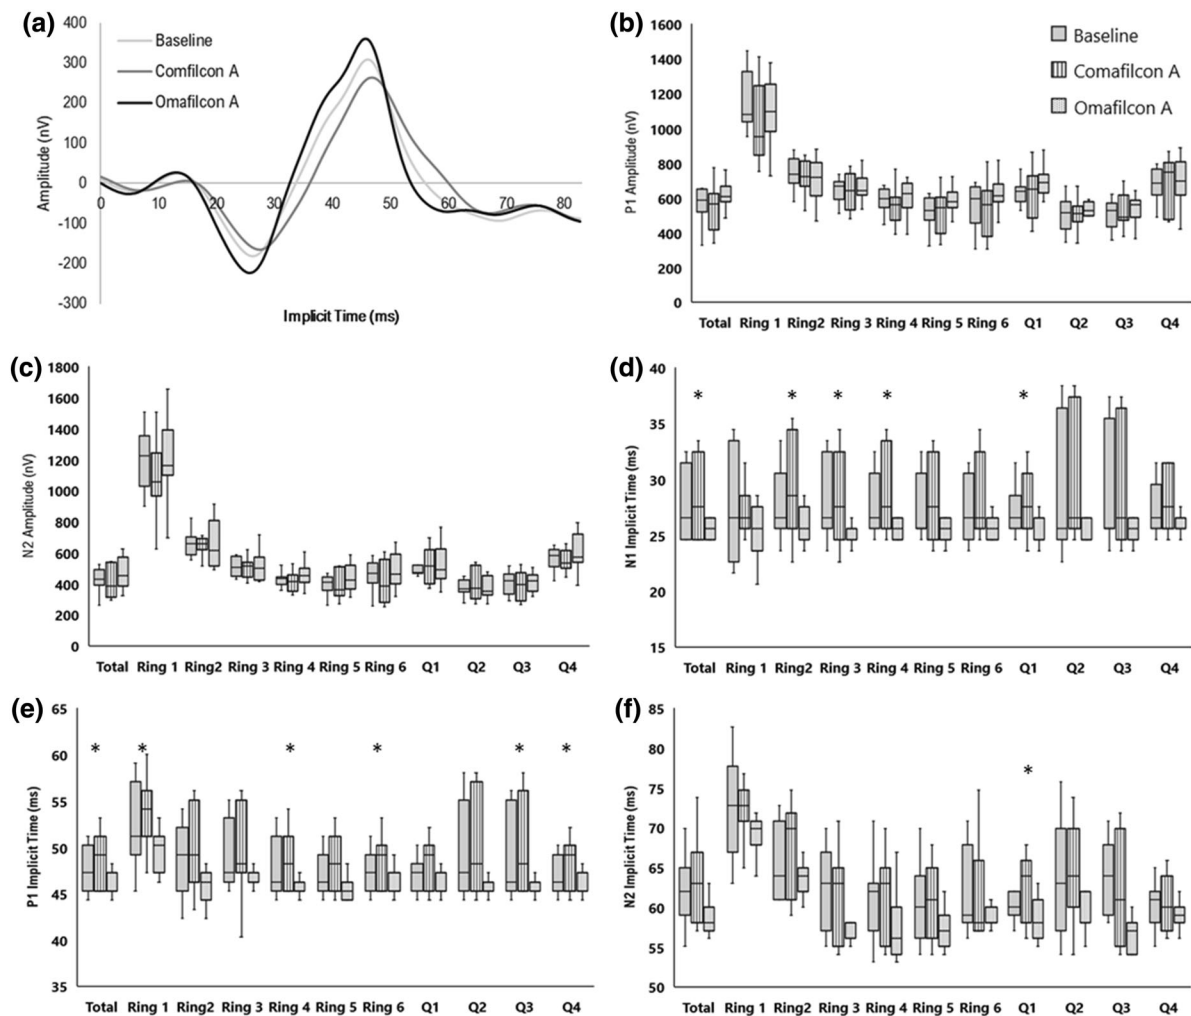 (a)
400
300
200
100
0
-100
-200
-300
Amplitude (nV)
Baseline
Comfilcon A
Omafilcon A
0 10 20 30 40 50 60 70 80
Implicit Time (ms)
(b)
1600
1400
1200
1000
800
600
400
200
0
P1 Amplitude (nV)
Baseline
Comafilcon A
Omafilcon A
Total Ring 1 Ring2 Ring 3 Ring 4 Ring 5 Ring 6 Q1 Q2 Q3 Q4
(c)
1800
1600
1400
1200
1000
800
600
400
200
0
N2 Amplitude (nV)
Total Ring 1 Ring2 Ring 3 Ring 4 Ring 5 Ring 6 Q1 Q2 Q3 Q4
(d)
40
35
30
25
20
15
N1 Implicit Time (ms)
* * * * *
Total Ring 1 Ring2 Ring 3 Ring 4 Ring 5 Ring 6 Q1 Q2 Q3 Q4
(e)
65
60
55
50
45
40
35
P1 Implicit Time (ms)
* * * * * *
Total Ring 1 Ring2 Ring 3 Ring 4 Ring 5 Ring 6 Q1 Q2 Q3 Q4
(f)
85
80
75
70
65
60
55
50
N2 Implicit Time (ms)
*
Total Ring 1 Ring2 Ring 3 Ring 4 Ring 5 Ring 6 Q1 Q2 Q3 Q4